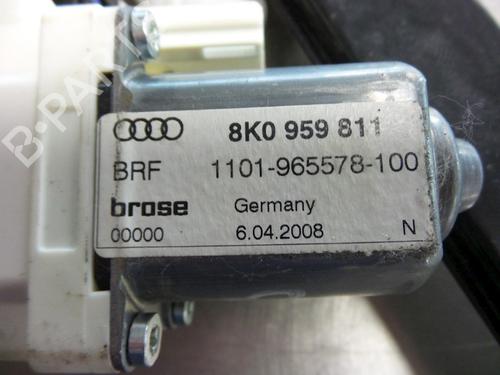 8K0 959 811
BRF 1101-965578-100
brose Germany
00000 6.04.2008 N
B-PARTS